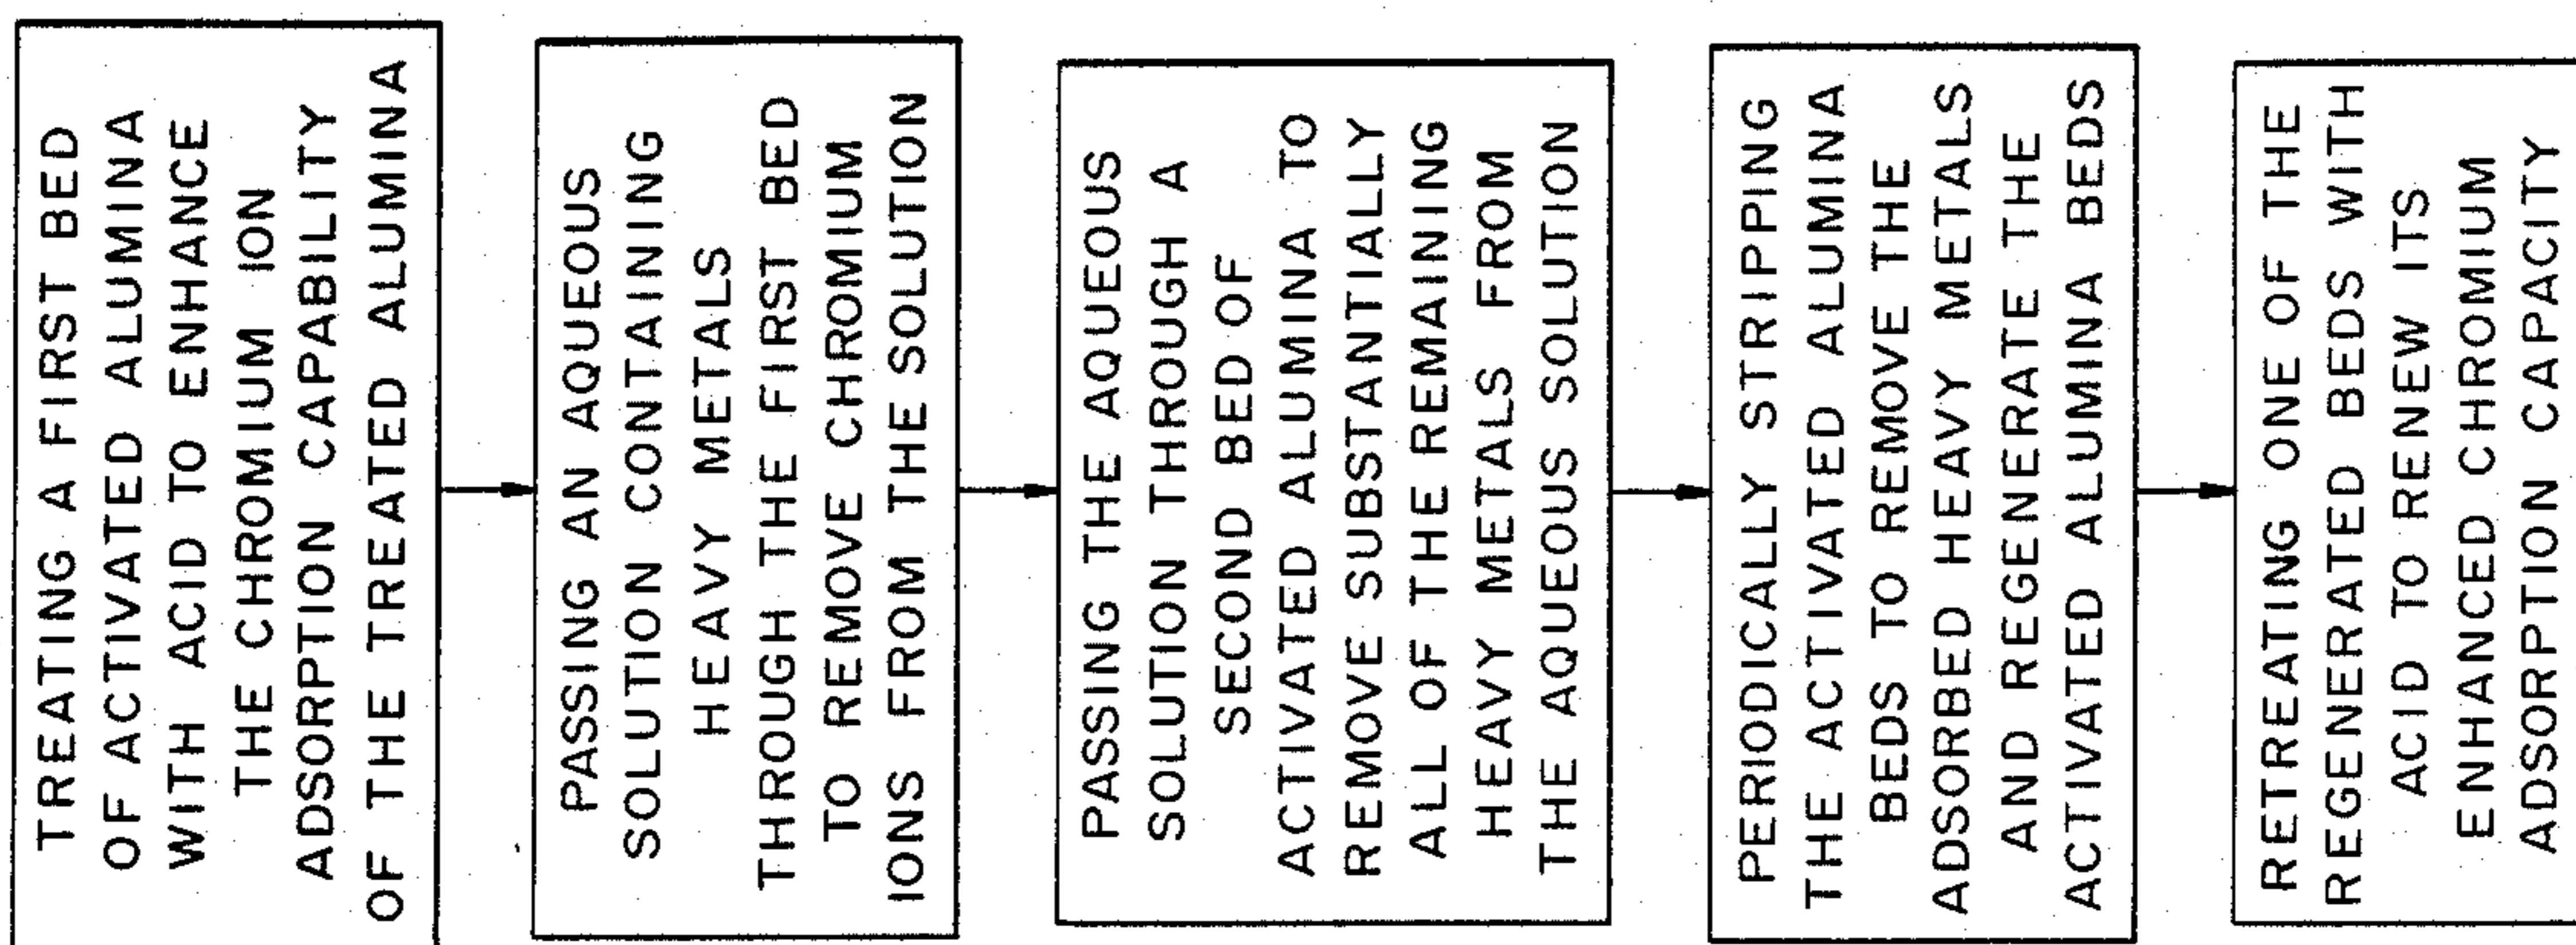 TREATING A FIRST BED
OF ACTIVATED ALUMINA
WITH ACID TO ENHANCE
THE CHROMIUM ION
ADSORPTION CAPABILITY
OF THE TREATED ALUMINA
PASSING AN AQUEOUS
SOLUTION CONTAINING
HEAVY METALS
THROUGH THE FIRST BED
TO REMOVE CHROMIUM
IONS FROM THE SOLUTION
PASSING THE AQUEOUS
SOLUTION THROUGH A
SECOND BED OF
ACTIVATED ALUMINA TO
REMOVE SUBSTANTIALLY
ALL OF THE REMAINING
HEAVY METALS FROM
THE AQUEOUS SOLUTION
PERIODICALLY STRIPPING
THE ACTIVATED ALUMINA
BEDS TO REMOVE THE
ADSORBED HEAVY METALS
AND REGENERATE THE
ACTIVATED ALUMINA BEDS
RETREATING ONE OF THE
REGENERATED BEDS WITH
ACID TO RENEW ITS
ENHANCED CHROMIUM
ADSORPTION CAPACITY